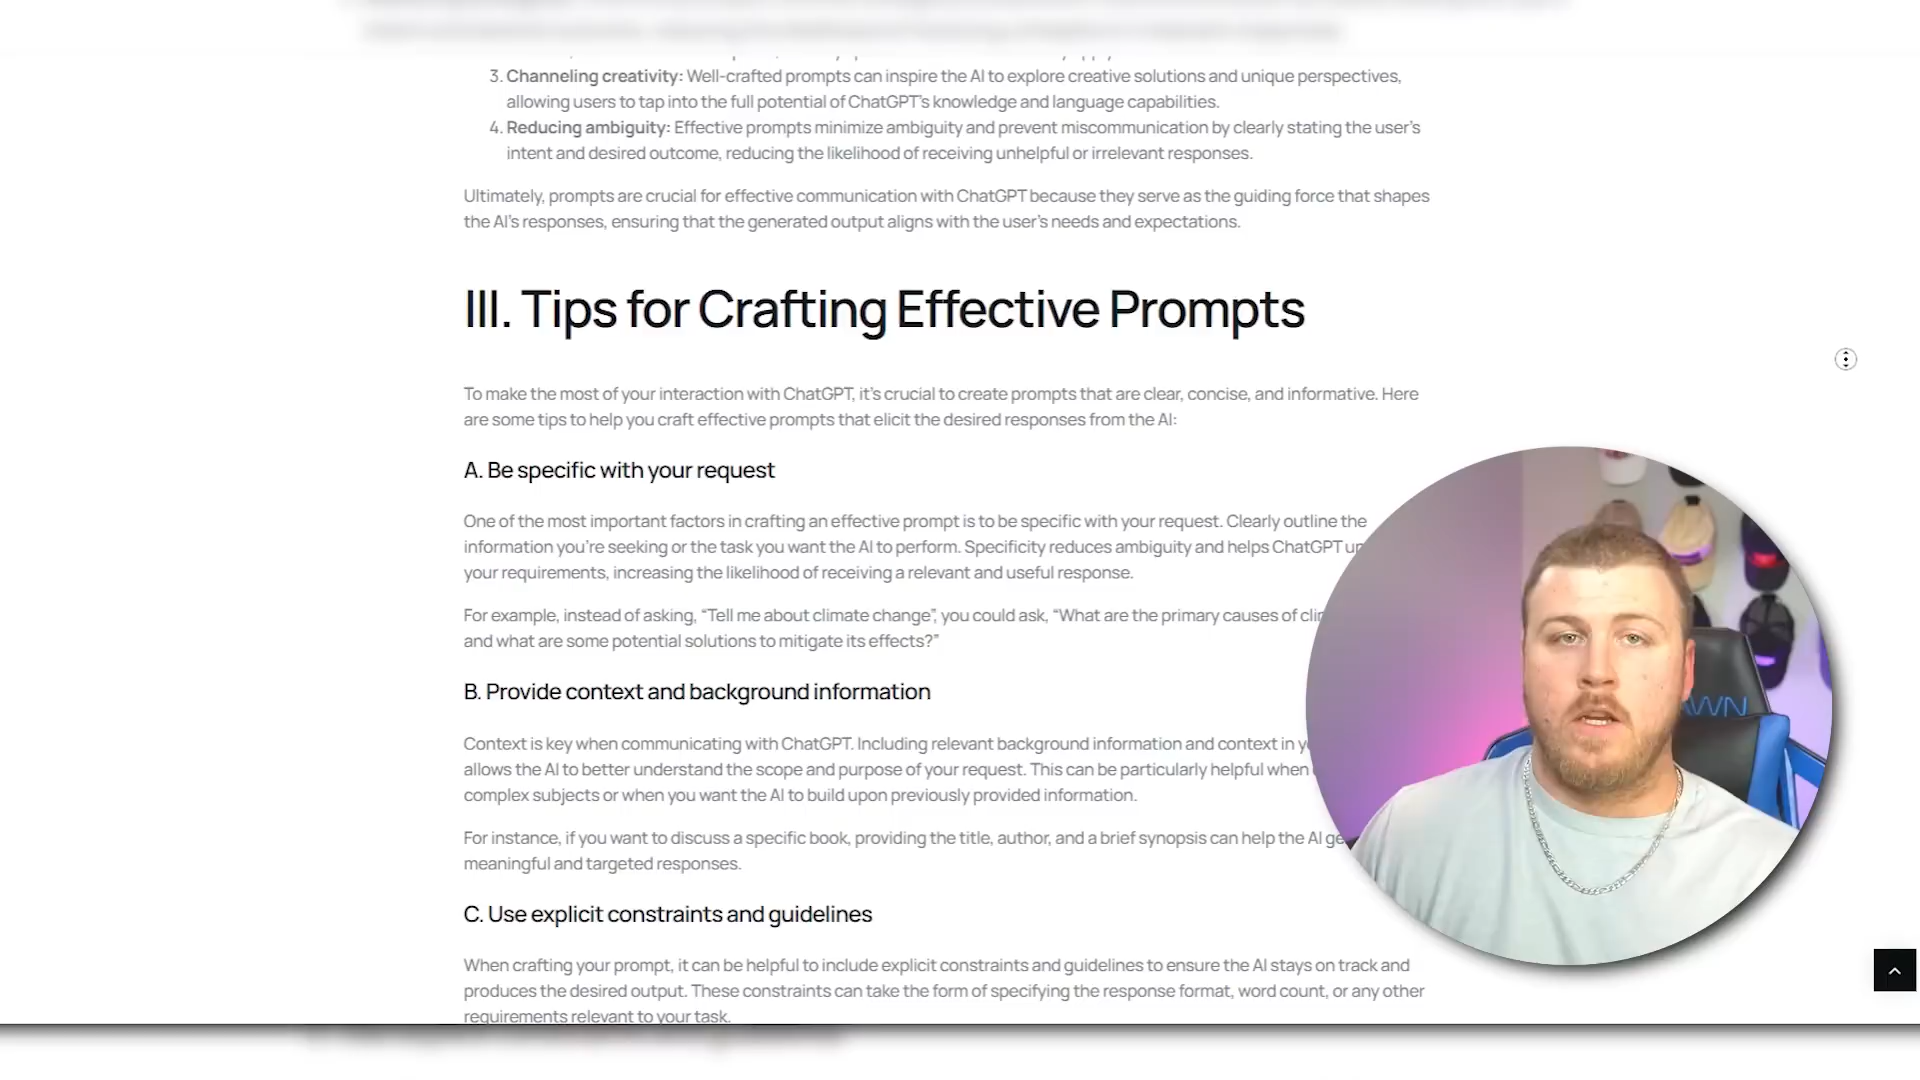 3. Channeling creativity: Well-crafted prompts can inspire the AI to explore creative solutions and unique perspectives,
allowing users to tap into the full potential of ChatGPT's knowledge and language capabilities.
4. Reducing ambiguity: Effective prompts minimize ambiguity and prevent miscommunication by clearly stating the user's
intent and desired outcome, reducing the likelihood of receiving unhelpful or irrelevant responses.
Ultimately, prompts are crucial for effective communication with ChatGPT because they serve as the guiding force that shapes
the AI's responses, ensuring that the generated output aligns with the user's needs and expectations.
III. Tips for Crafting Effective Prompts
To make the most of your interaction with ChatGPT, it's crucial to create prompts that are clear, concise, and informative. Here
are some tips to help you craft effective prompts that elicit the desired responses from the AI:
A. Be specific with your request
One of the most important factors in crafting an effective prompt is to be specific with your request. Clearly outline the
information you're seeking or the task you want the AI to perform. Specificity reduces ambiguity and helps ChatGPT
your requirements, increasing the likelihood of receiving a relevant and useful response.
For example, instead of asking, “Tell me about climate change”, you could ask, “What are the primary causes of
and what are some potential solutions to mitigate its effects?”
B. Provide context and background information
Context is key when communicating with ChatGPT. Including relevant background information and context in
allows the AI to better understand the scope and purpose of your request. This can be particularly helpful when
complex subjects or when you want the AI to build upon previously provided information.
For instance, if you want to discuss a specific book, providing the title, author, and a brief synopsis can help the AI
meaningful and targeted responses.
C. Use explicit constraints and guidelines
When crafting your prompt, it can be helpful to include explicit constraints and guidelines to ensure the AI stays on track and
produces the desired output. These constraints can take the form of specifying the response format, word count, or any other
requirements relevant to your task.
AWN